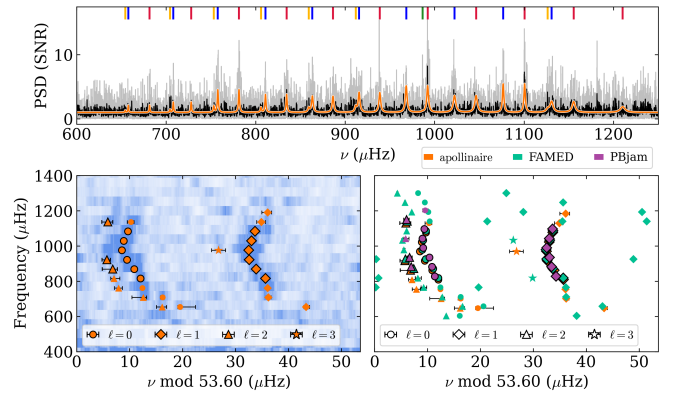 PSD (SNR)
10
0
600 700 800 900 1000 1100 1200
ν (μHz)
apollinaire FAMED PBjam
Frequency (μHz)
1400
1200
1000
800
600
400
ℓ = 0 ℓ = 1 ℓ = 2 ℓ = 3
0 10 20 30 40 50
ν mod 53.60 (μHz)
ℓ = 0 ℓ = 1 ℓ = 2 ℓ = 3
0 10 20 30 40 50
ν mod 53.60 (μHz)